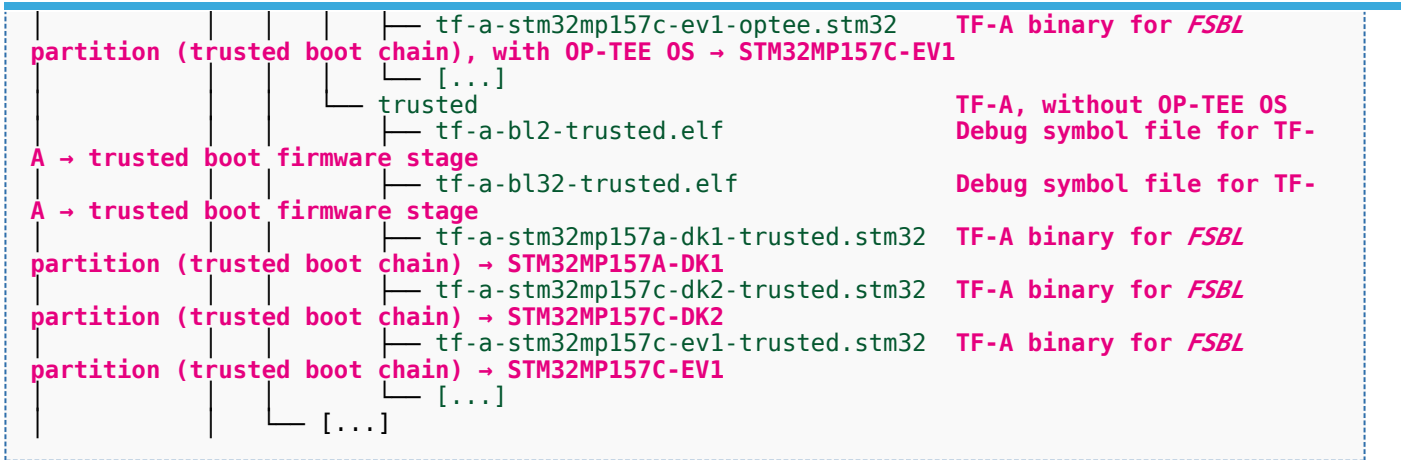 │           │   │   │   ├── tf-a-stm32mp157c-ev1-optee.stm32    TF-A binary for FSBL
partition (trusted boot chain), with OP-TEE OS → STM32MP157C-EV1
│           │   │   │   └── [...]
│           │   │   └── trusted                               TF-A, without OP-TEE OS
│           │   │       ├── tf-a-bl2-trusted.elf              Debug symbol file for TF-
A → trusted boot firmware stage
│           │   │       ├── tf-a-bl32-trusted.elf             Debug symbol file for TF-
A → trusted boot firmware stage
│           │   │       ├── tf-a-stm32mp157a-dk1-trusted.stm32  TF-A binary for FSBL
partition (trusted boot chain) → STM32MP157A-DK1
│           │   │       ├── tf-a-stm32mp157c-dk2-trusted.stm32  TF-A binary for FSBL
partition (trusted boot chain) → STM32MP157C-DK2
│           │   │       ├── tf-a-stm32mp157c-ev1-trusted.stm32  TF-A binary for FSBL
partition (trusted boot chain) → STM32MP157C-EV1
│           │   │       └── [...]
│           │   └── [...]